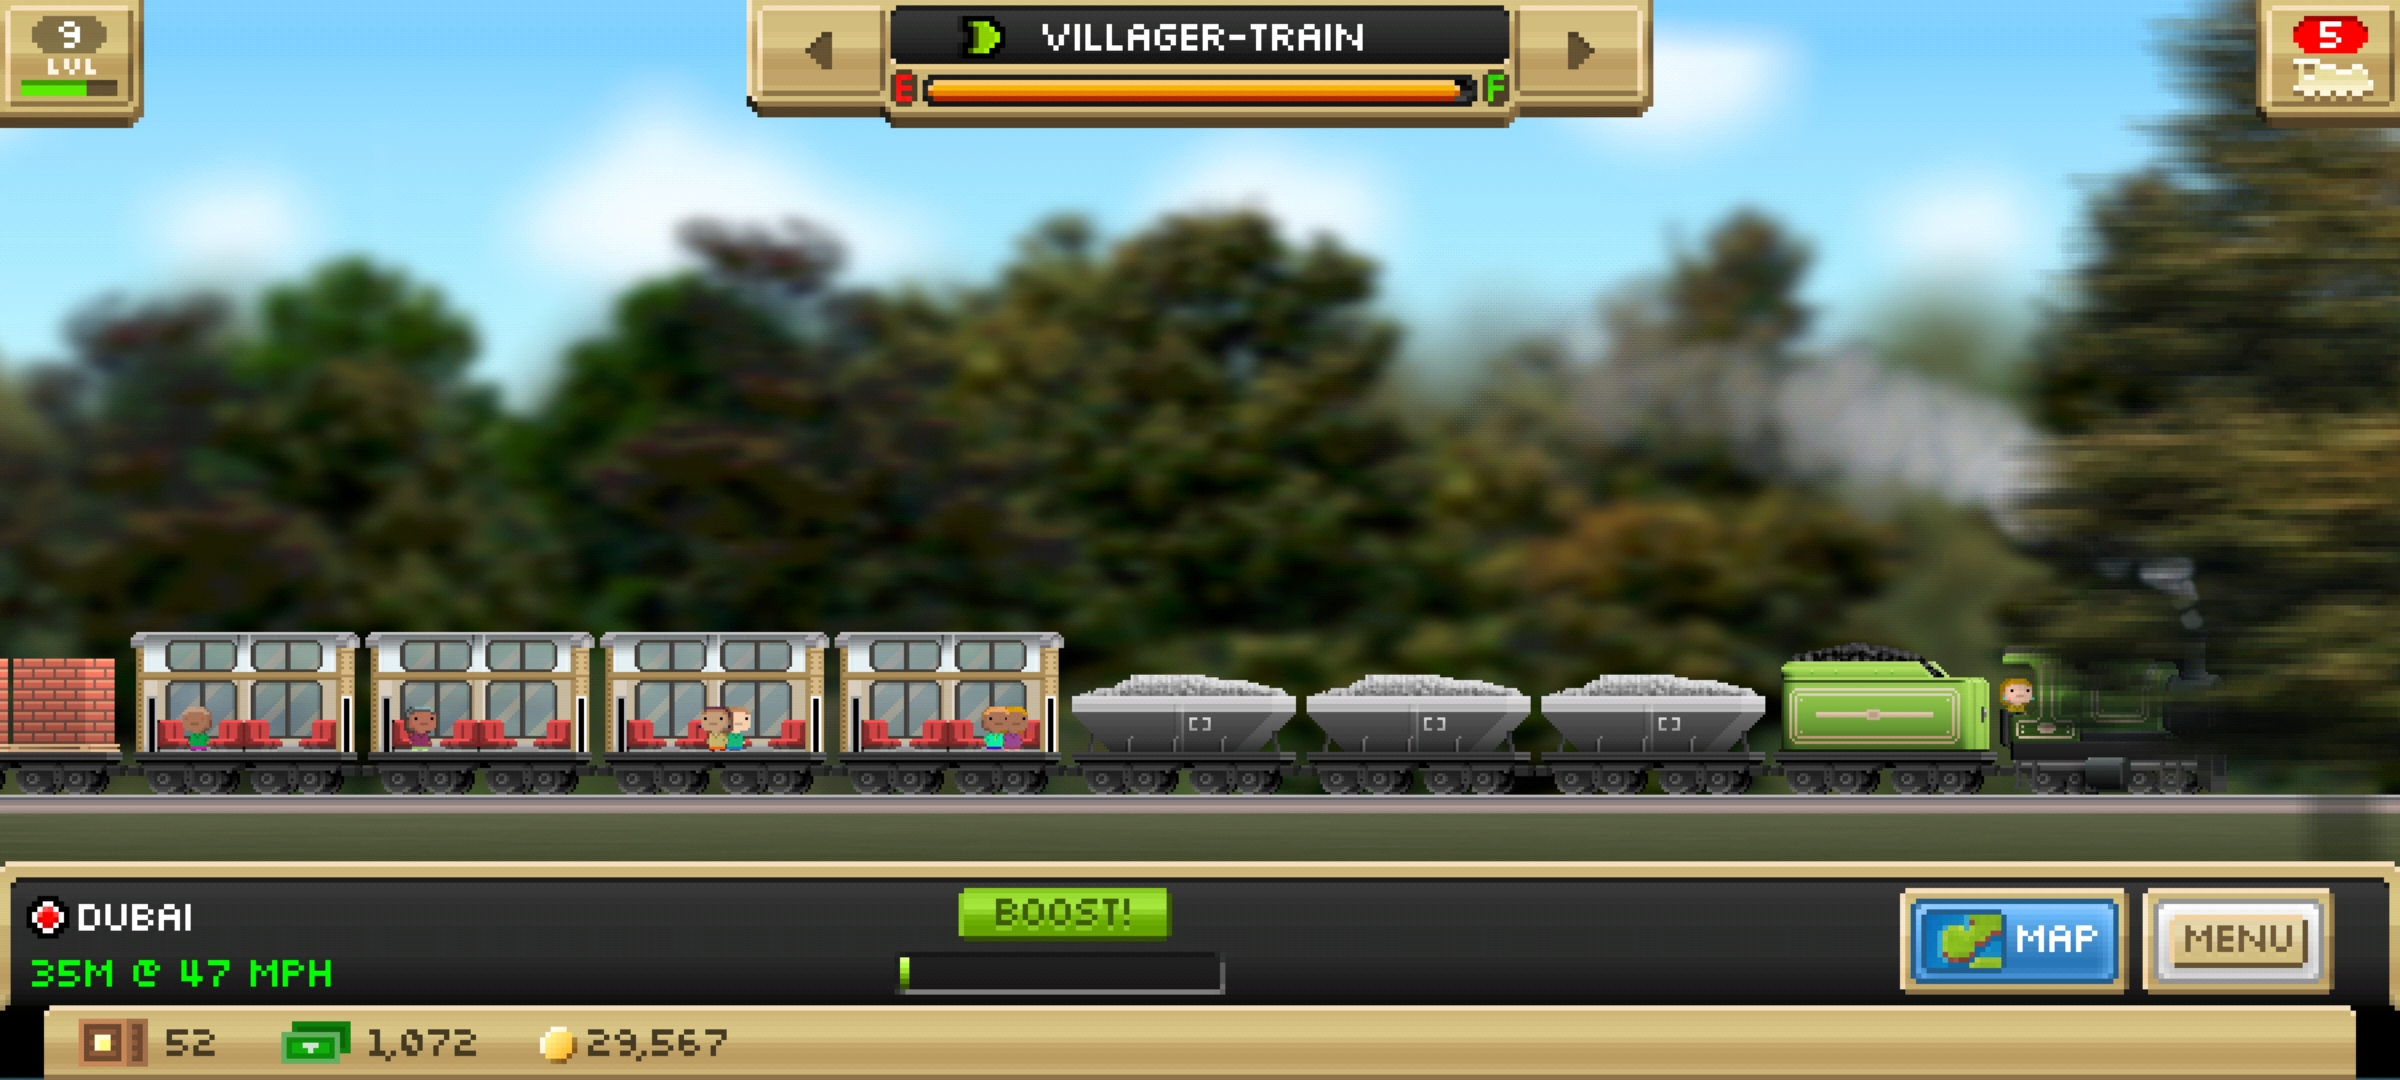 9
LVL
VILLAGER-TRAIN
E F
5
DUBAI
35M @ 47 MPH
BOOST!
MAP
MENU
52 1,072 29,567